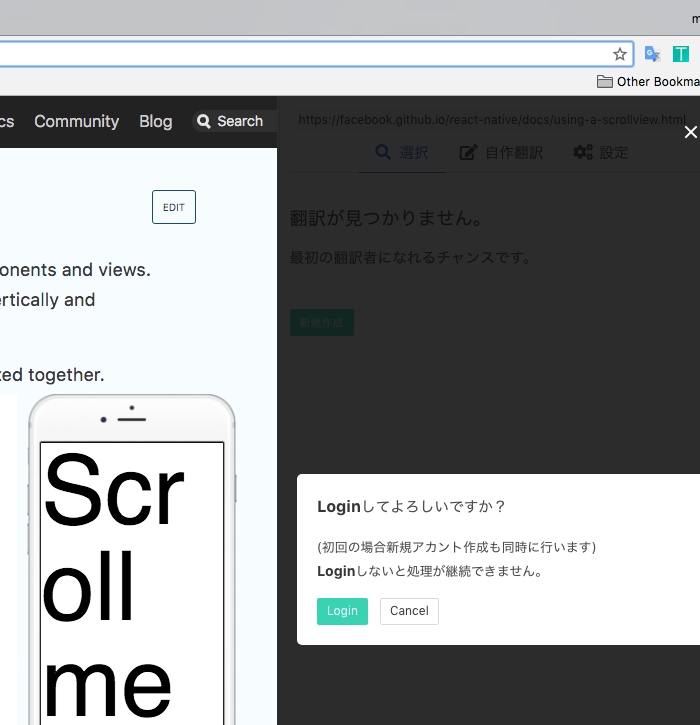 m
T
Other Bookma
cs Community Blog Search
EDIT
onents and views.
ertically and
ted together.
Scr
oll
me
https://facebook.github.io/react-native/docs/using-a-scrollview.html
選択 自作翻訳 設定
翻訳が見つかりません。
最初の翻訳者になれるチャンスです。
新規作成
Loginしてよろしいですか？
(初回の場合新規アカント作成も同時に行います)
Loginしないと処理が継続できません。
Login Cancel